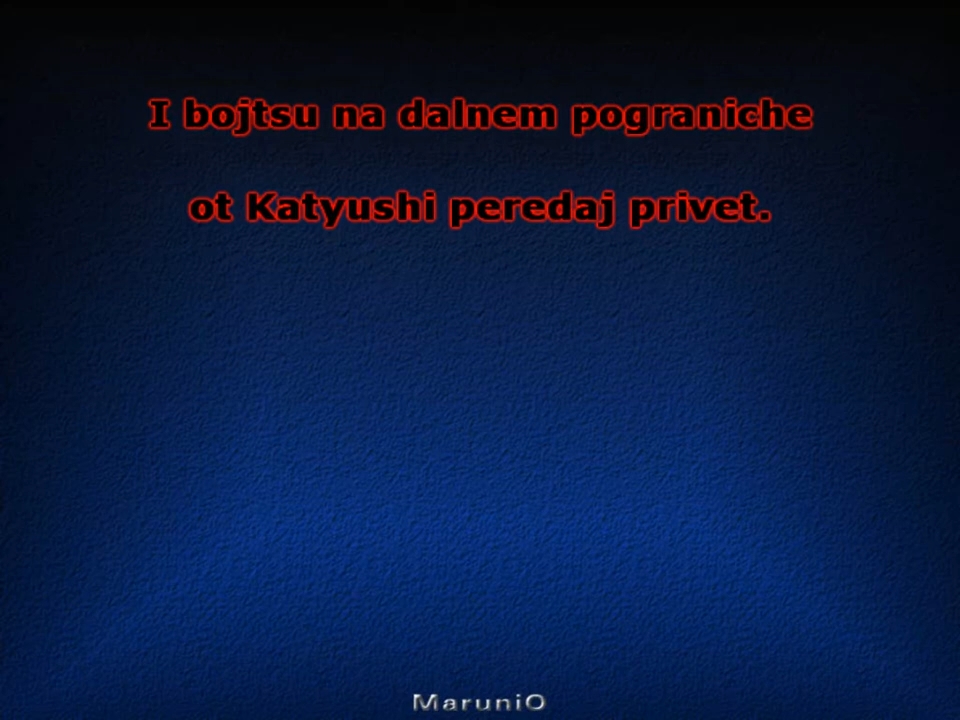 I bojtsu na dalnem pograniche
ot Katyushi peredaj privet.
MaruniO